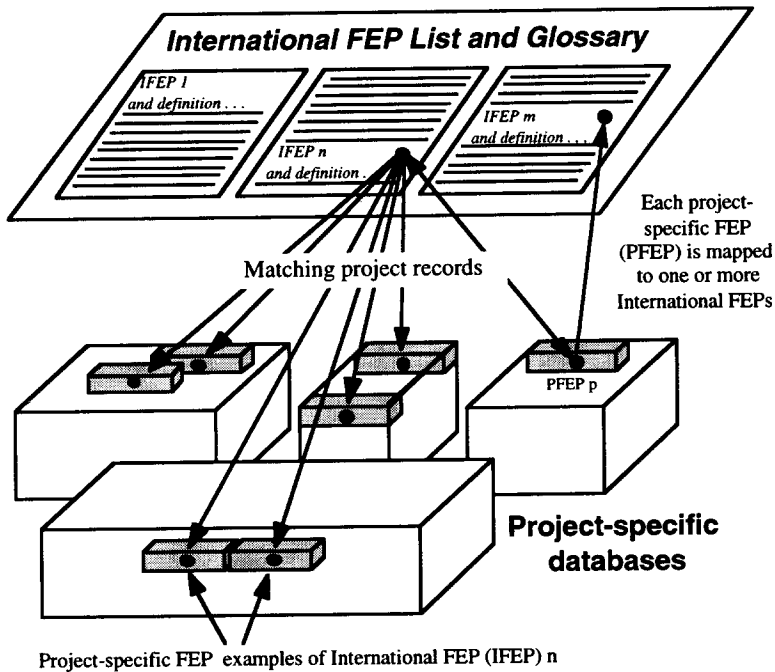 International FEP List and Glossary
IFEP 1
and definition . . .
IFEP n
and definition .
IFEP m
and definition . . .
Each project-
specific FEP
(PFEP) is mapped
to one or more
International FEPs
Matching project records
PFEP p
Project-specific
databases
Project-specific FEP examples of International FEP (IFEP) n